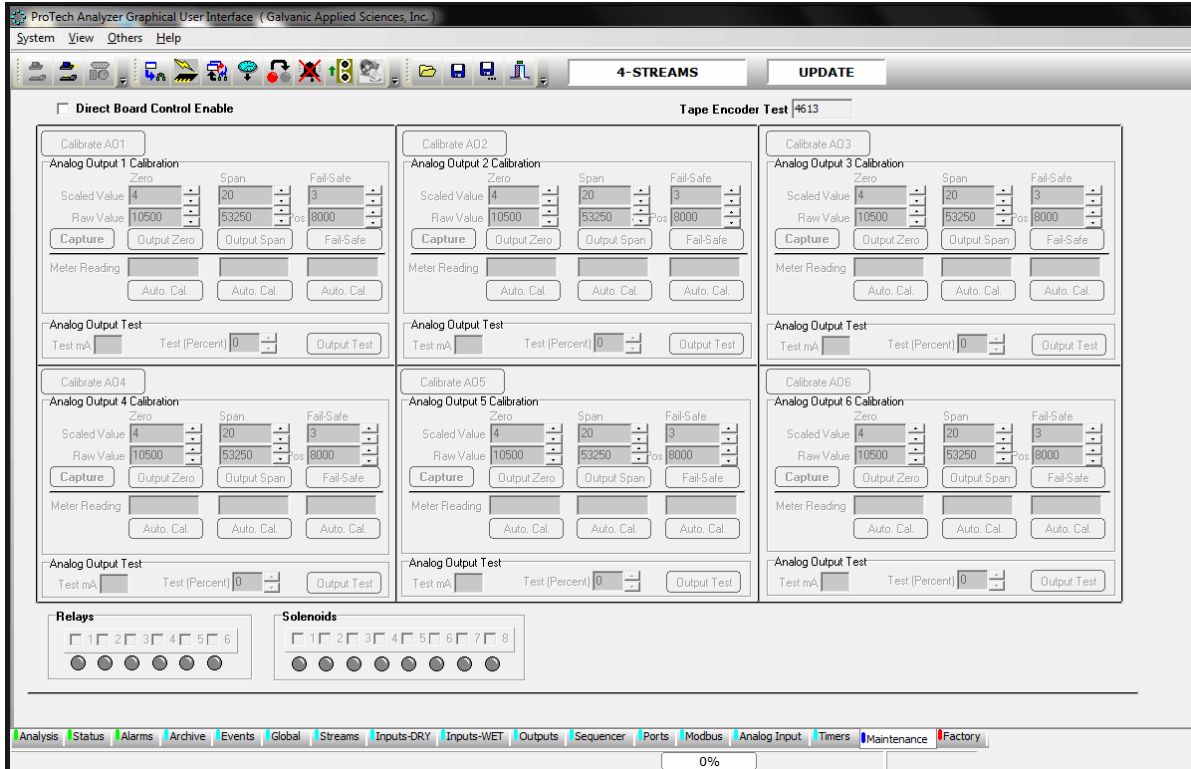 ProTech Analyzer Graphical User Interface ( Galvanic Applied Sciences, Inc. )
System View Others Help
4-STREAMS UPDATE
Direct Board Control Enable Tape Encoder Test 4613
Calibrate AO1 Calibrate AO2 Calibrate AO3
Analog Output 1 Calibration Analog Output 2 Calibration Analog Output 3 Calibration
Zero Span Fail-Safe Zero Span Fail-Safe Zero Span Fail-Safe
Scaled Value 4 20 3 Scaled Value 4 20 3 Scaled Value 4 20 3
Raw Value 10500 53250 Pos 8000 Raw Value 10500 53250 Pos 8000 Raw Value 10500 53250 Pos 8000
Capture Output Zero Output Span Fail-Safe Capture Output Zero Output Span Fail-Safe Capture Output Zero Output Span Fail-Safe
Meter Reading Meter Reading Meter Reading
Auto. Cal. Auto. Cal. Auto. Cal. Auto. Cal. Auto. Cal. Auto. Cal. Auto. Cal. Auto. Cal. Auto. Cal.
Analog Output Test Analog Output Test Analog Output Test
Test mA Test (Percent) 0 Output Test Test mA Test (Percent) 0 Output Test Test mA Test (Percent) 0 Output Test
Calibrate AO4 Calibrate AO5 Calibrate AO6
Analog Output 4 Calibration Analog Output 5 Calibration Analog Output 6 Calibration
Zero Span Fail-Safe Zero Span Fail-Safe Zero Span Fail-Safe
Scaled Value 4 20 3 Scaled Value 4 20 3 Scaled Value 4 20 3
Raw Value 10500 53250 Pos 8000 Raw Value 10500 53250 Pos 8000 Raw Value 10500 53250 Pos 8000
Capture Output Zero Output Span Fail-Safe Capture Output Zero Output Span Fail-Safe Capture Output Zero Output Span Fail-Safe
Meter Reading Meter Reading Meter Reading
Auto. Cal. Auto. Cal. Auto. Cal. Auto. Cal. Auto. Cal. Auto. Cal. Auto. Cal. Auto. Cal. Auto. Cal.
Analog Output Test Analog Output Test Analog Output Test
Test mA Test (Percent) 0 Output Test Test mA Test (Percent) 0 Output Test Test mA Test (Percent) 0 Output Test
Relays Solenoids
1 2 3 4 5 6 1 2 3 4 5 6 7 8
Analysis Status Alarms Archive Events Global Streams Inputs-DRY Inputs-WET Outputs Sequencer Ports Modbus Analog Input Timers Maintenance Factory
0%